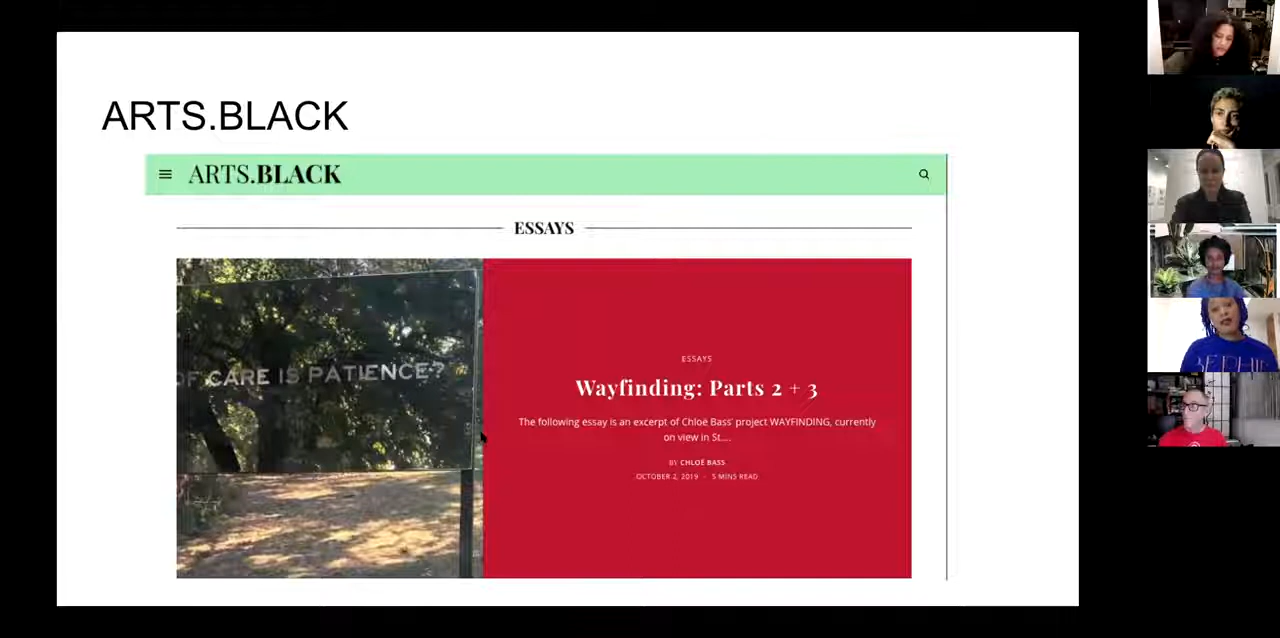 ARTS.BLACK
ARTS.BLACK
ESSAYS
OF CARE IS PATIENCE?
ESSAYS
Wayfinding: Parts 2 + 3
The following essay is an excerpt of Chloë Bass' project WAYFINDING, currently
on view in St....
BY CHLOË BASS
OCTOBER 2, 2019 - 5 MINS READ